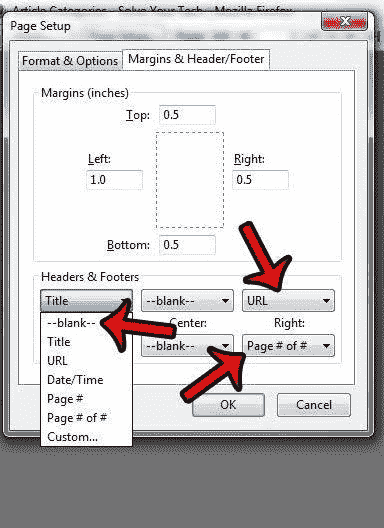 Article Categories - Solve Your Tech - Mozilla Firefox
Page Setup
Format & Options Margins & Header/Footer
Margins (inches)
Top: 0.5
Left: Right:
1.0 0.5
Bottom: 0.5
Headers & Footers
Title --blank-- URL
--blank-- Center: Right:
Title --blank-- Page # of #
URL
Date/Time
Page #
Page # of #
Custom...
OK Cancel